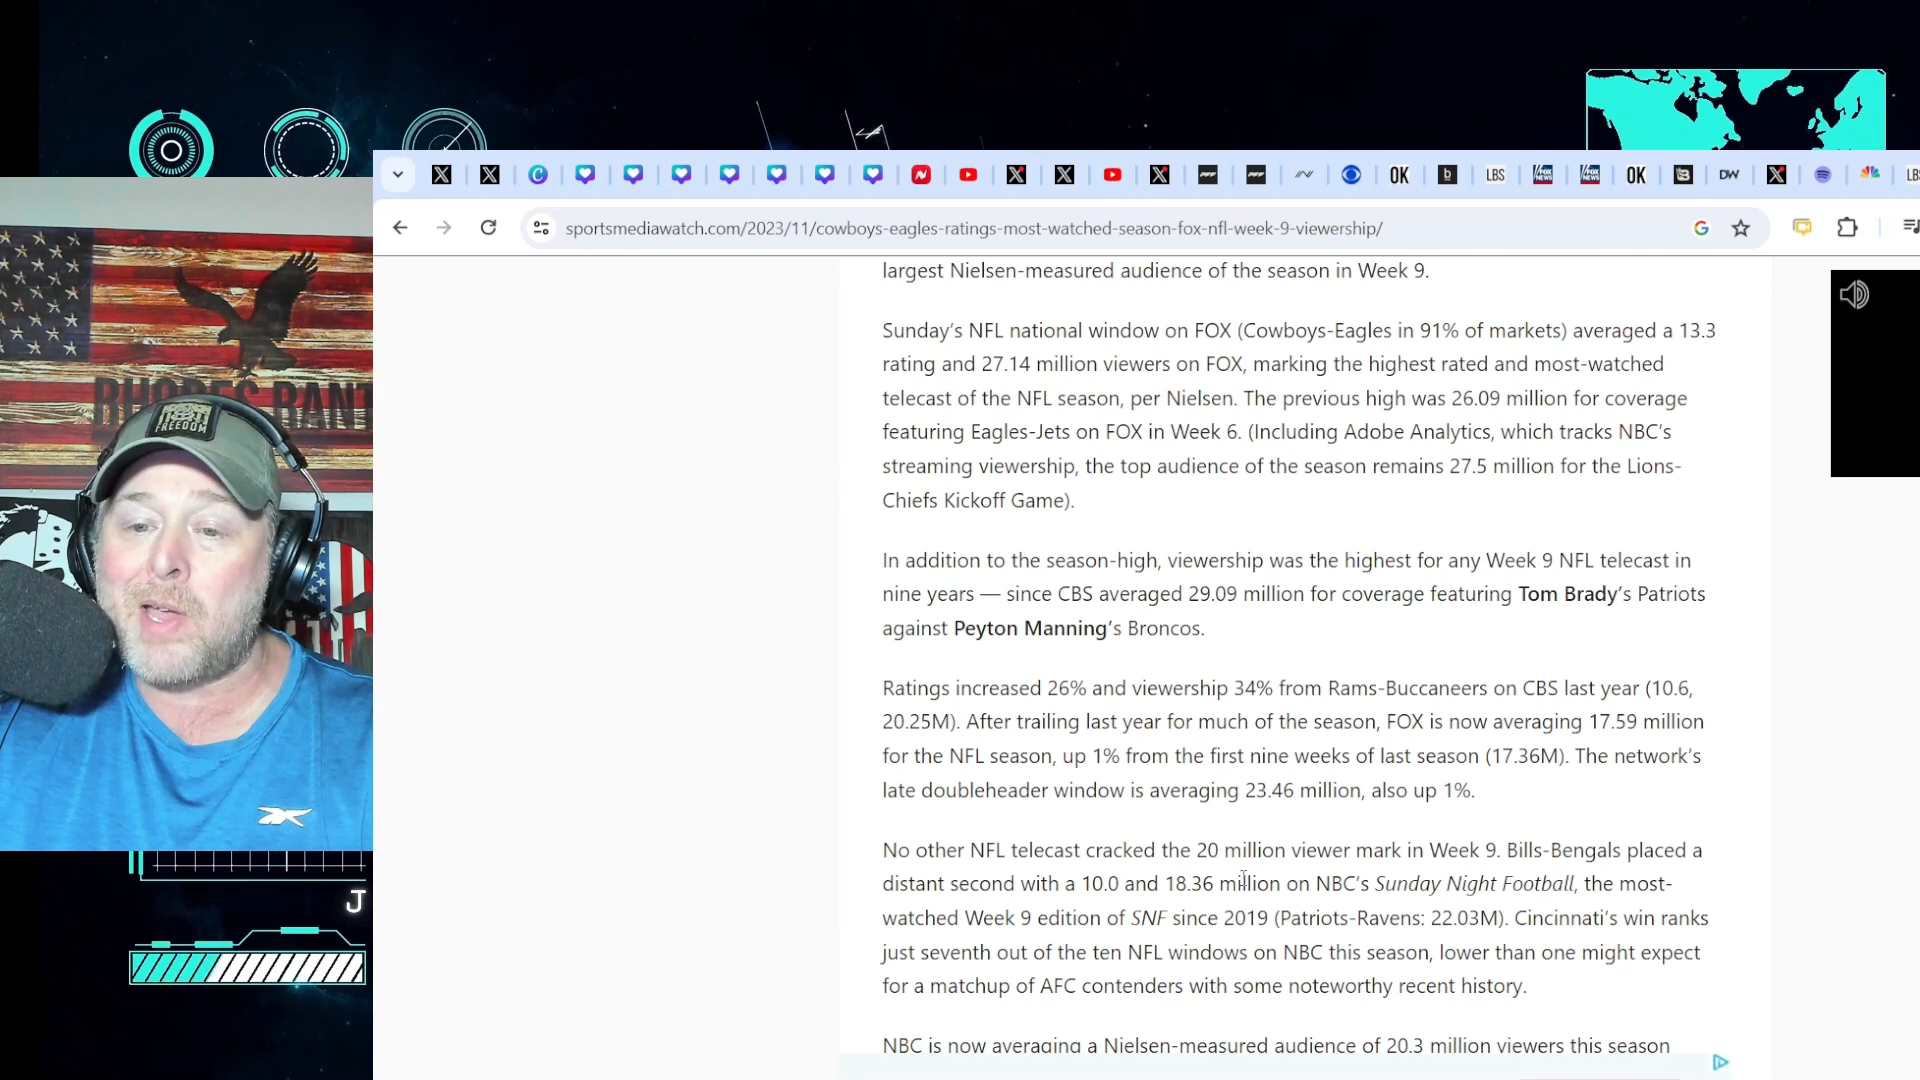 OK
b
LBS
FOX
NEWS
FOX
NEWS
OK
DW
LBS
sportsmediawatch.com/2023/11/cowboys-eagles-ratings-most-watched-season-fox-nfl-week-9-viewership/
largest Nielsen-measured audience of the season in Week 9.
Sunday’s NFL national window on FOX (Cowboys-Eagles in 91% of markets) averaged a 13.3
rating and 27.14 million viewers on FOX, marking the highest rated and most-watched
telecast of the NFL season, per Nielsen. The previous high was 26.09 million for coverage
featuring Eagles-Jets on FOX in Week 6. (Including Adobe Analytics, which tracks NBC’s
streaming viewership, the top audience of the season remains 27.5 million for the Lions-
Chiefs Kickoff Game).
In addition to the season-high, viewership was the highest for any Week 9 NFL telecast in
nine years — since CBS averaged 29.09 million for coverage featuring Tom Brady’s Patriots
against Peyton Manning’s Broncos.
Ratings increased 26% and viewership 34% from Rams-Buccaneers on CBS last year (10.6,
20.25M). After trailing last year for much of the season, FOX is now averaging 17.59 million
for the NFL season, up 1% from the first nine weeks of last season (17.36M). The network’s
late doubleheader window is averaging 23.46 million, also up 1%.
No other NFL telecast cracked the 20 million viewer mark in Week 9. Bills-Bengals placed a
distant second with a 10.0 and 18.36 million on NBC’s Sunday Night Football, the most-
watched Week 9 edition of SNF since 2019 (Patriots-Ravens: 22.03M). Cincinnati’s win ranks
just seventh out of the ten NFL windows on NBC this season, lower than one might expect
for a matchup of AFC contenders with some noteworthy recent history.
NBC is now averaging a Nielsen-measured audience of 20.3 million viewers this season
RHODES RANT
FREEDOM
J